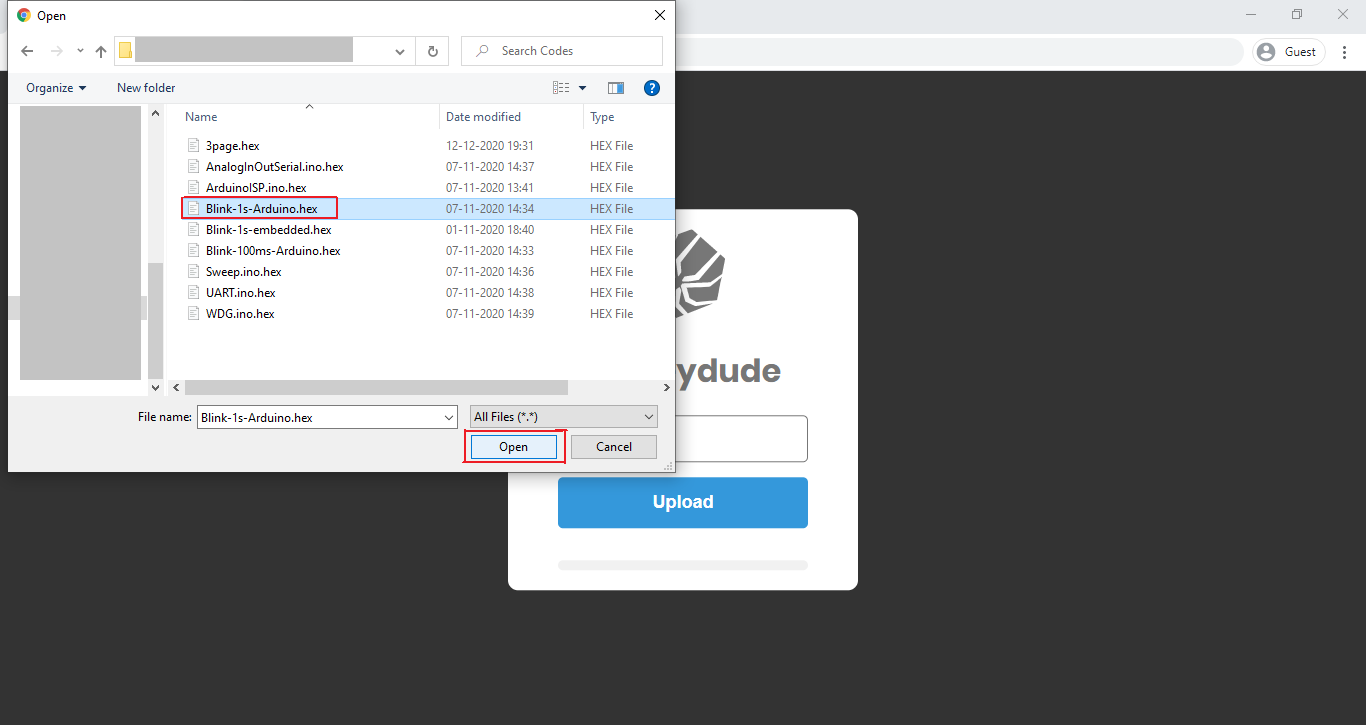 Open
Search Codes
Guest
Organize
New folder
?
Name Date modified Type
3page.hex 12-12-2020 19:31 HEX File
AnalogInOutSerial.ino.hex 07-11-2020 14:37 HEX File
ArduinoISP.ino.hex 07-11-2020 13:41 HEX File
Blink-1s-Arduino.hex 07-11-2020 14:34 HEX File
Blink-1s-embedded.hex 01-11-2020 18:40 HEX File
Blink-100ms-Arduino.hex 07-11-2020 14:33 HEX File
Sweep.ino.hex 07-11-2020 14:36 HEX File
UART.ino.hex 07-11-2020 14:38 HEX File
WDG.ino.hex 07-11-2020 14:39 HEX File
ydude
File name: Blink-1s-Arduino.hex All Files (*.*)
Open Cancel
Upload